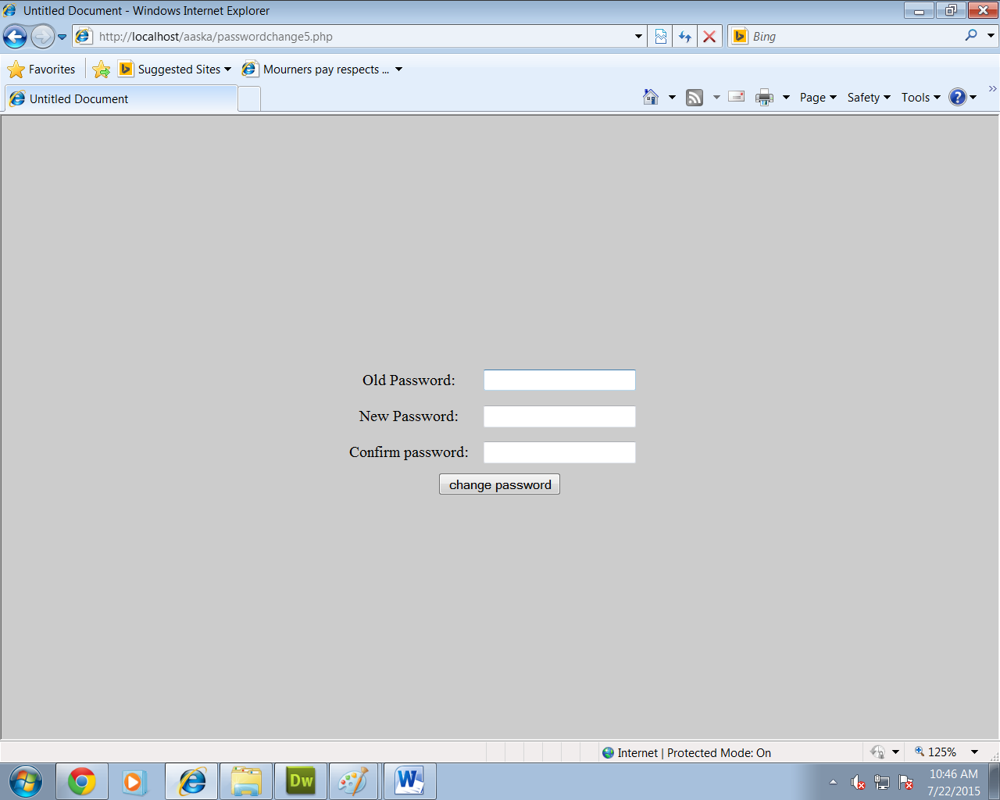 Untitled Document - Windows Internet Explorer
http://localhost/aaska/passwordchange5.php
Bing
Favorites Suggested Sites Mourners pay respects ...
Untitled Document
Page Safety Tools
Old Password:
New Password:
Confirm password:
change password
Internet | Protected Mode: On
125%
Dw
W
10:46 AM
7/22/2015